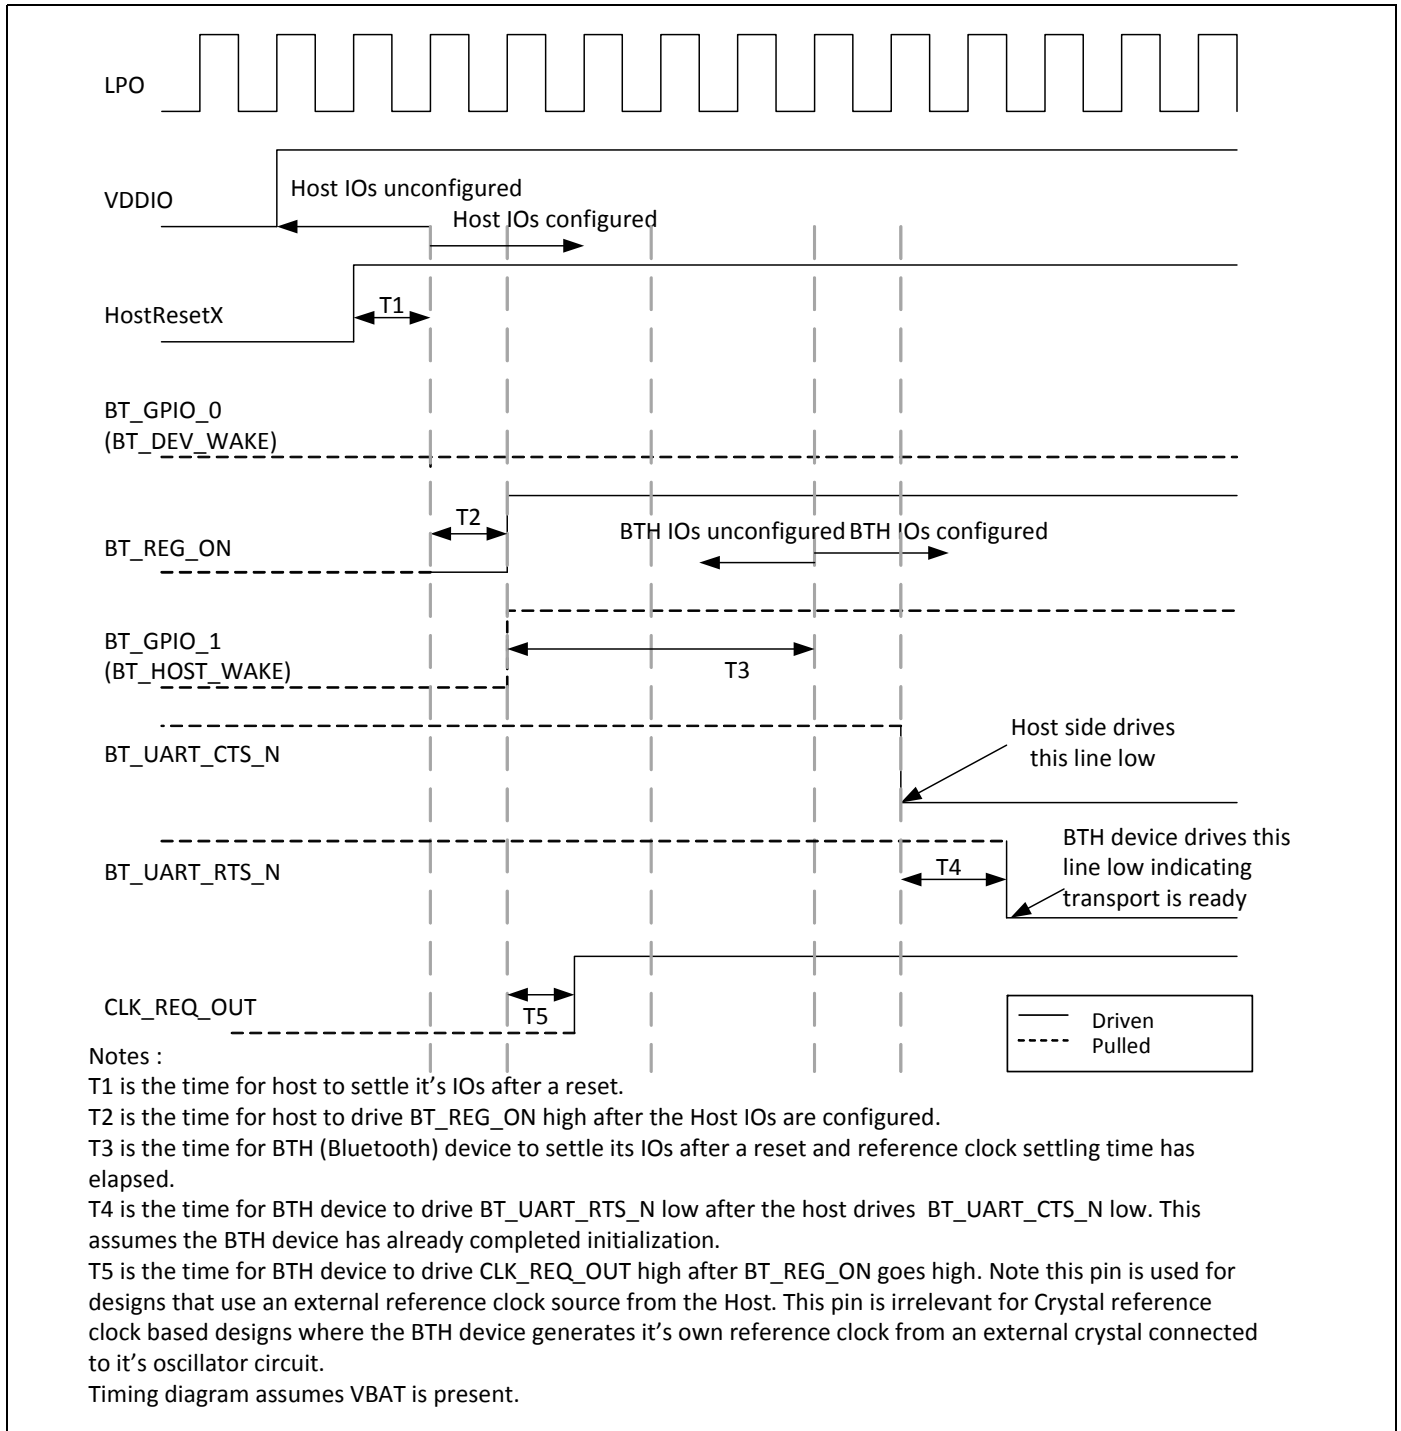 LPO
VDDIO
Host IOs unconfigured
Host IOs configured
HostResetX
T1
BT_GPIO_0
(BT_DEV_WAKE)
T2
BT_REG_ON
BTH IOs unconfigured
BTH IOs configured
BT_GPIO_1
(BT_HOST_WAKE)
T3
BT_UART_CTS_N
Host side drives
this line low
BT_UART_RTS_N
T4
BTH device drives this
line low indicating
transport is ready
CLK_REQ_OUT
T5
Driven
Pulled
Notes :
T1 is the time for host to settle it's IOs after a reset.
T2 is the time for host to drive BT_REG_ON high after the Host IOs are configured.
T3 is the time for BTH (Bluetooth) device to settle its IOs after a reset and reference clock settling time has
elapsed.
T4 is the time for BTH device to drive BT_UART_RTS_N low after the host drives BT_UART_CTS_N low. This
assumes the BTH device has already completed initialization.
T5 is the time for BTH device to drive CLK_REQ_OUT high after BT_REG_ON goes high. Note this pin is used for
designs that use an external reference clock source from the Host. This pin is irrelevant for Crystal reference
clock based designs where the BTH device generates it's own reference clock from an external crystal connected
to it's oscillator circuit.
Timing diagram assumes VBAT is present.